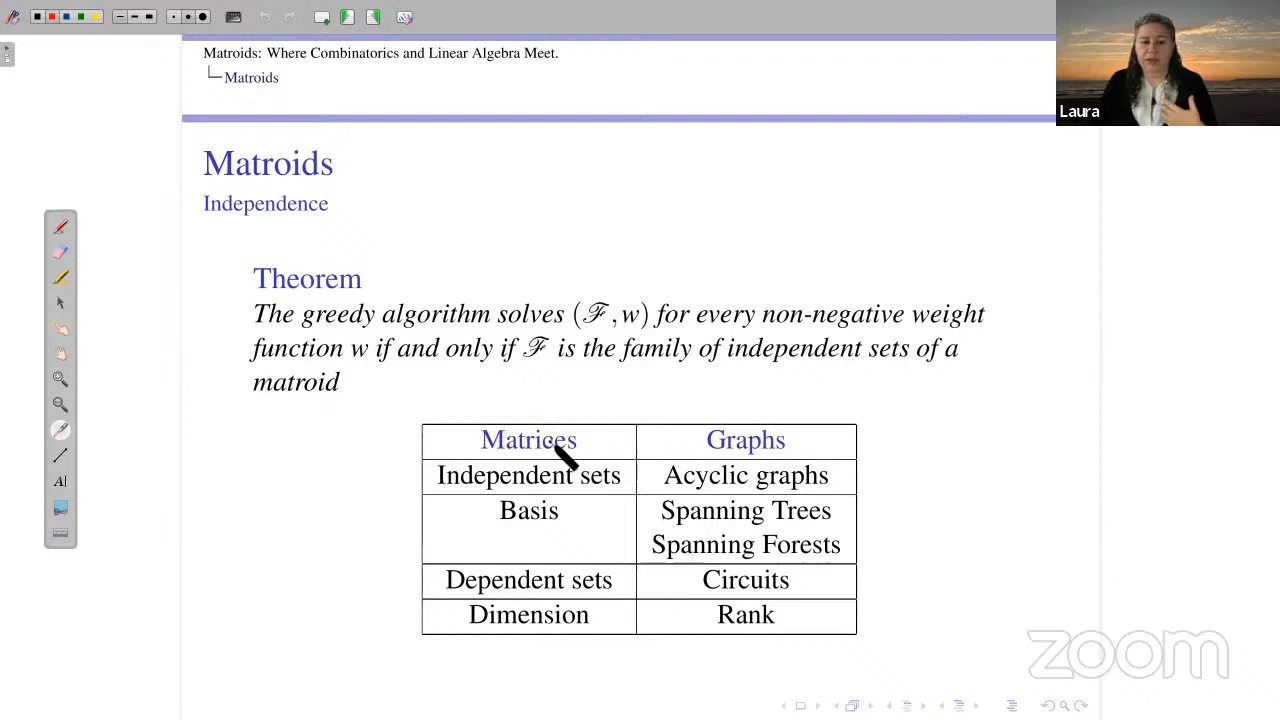 Matroids: Where Combinatorics and Linear Algebra Meet.
Matroids
Laura
Matroids
Independence
Theorem
The greedy algorithm solves (ℱ, w) for every non-negative weight
function w if and only if ℱ is the family of independent sets of a
matroid
Matrices Graphs
Independent sets Acyclic graphs
Basis Spanning Trees
Spanning Forests
Dependent sets Circuits
Dimension Rank
zoom